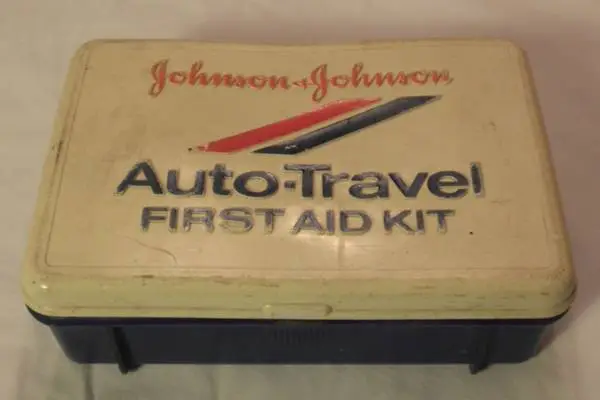 Johnson & Johnson
Auto-Travel
FIRST AID KIT